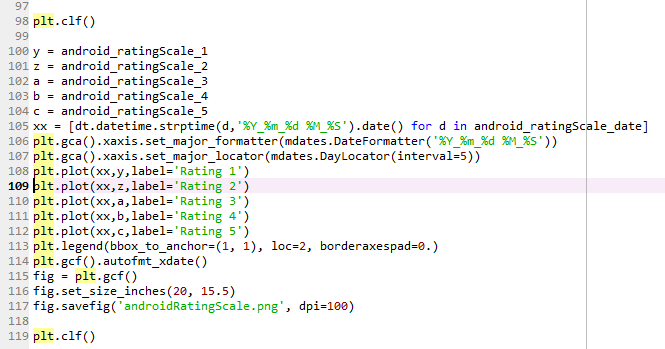 97
98 plt.clf()
99
100 y = android_ratingScale_1
101 z = android_ratingScale_2
102 a = android_ratingScale_3
103 b = android_ratingScale_4
104 c = android_ratingScale_5
105 xx = [dt.datetime.strptime(d,'%Y_%m_%d %M_%S').date() for d in android_ratingScale_date]
106 plt.gca().xaxis.set_major_formatter(mdates.DateFormatter('%Y_%m_%d %M_%S'))
107 plt.gca().xaxis.set_major_locator(mdates.DayLocator(interval=5))
108 plt.plot(xx,y,label='Rating 1')
109 plt.plot(xx,z,label='Rating 2')
110 plt.plot(xx,a,label='Rating 3')
111 plt.plot(xx,b,label='Rating 4')
112 plt.plot(xx,c,label='Rating 5')
113 plt.legend(bbox_to_anchor=(1, 1), loc=2, borderaxespad=0.)
114 plt.gcf().autofmt_xdate()
115 fig = plt.gcf()
116 fig.set_size_inches(20, 15.5)
117 fig.savefig('androidRatingScale.png', dpi=100)
118
119 plt.clf()